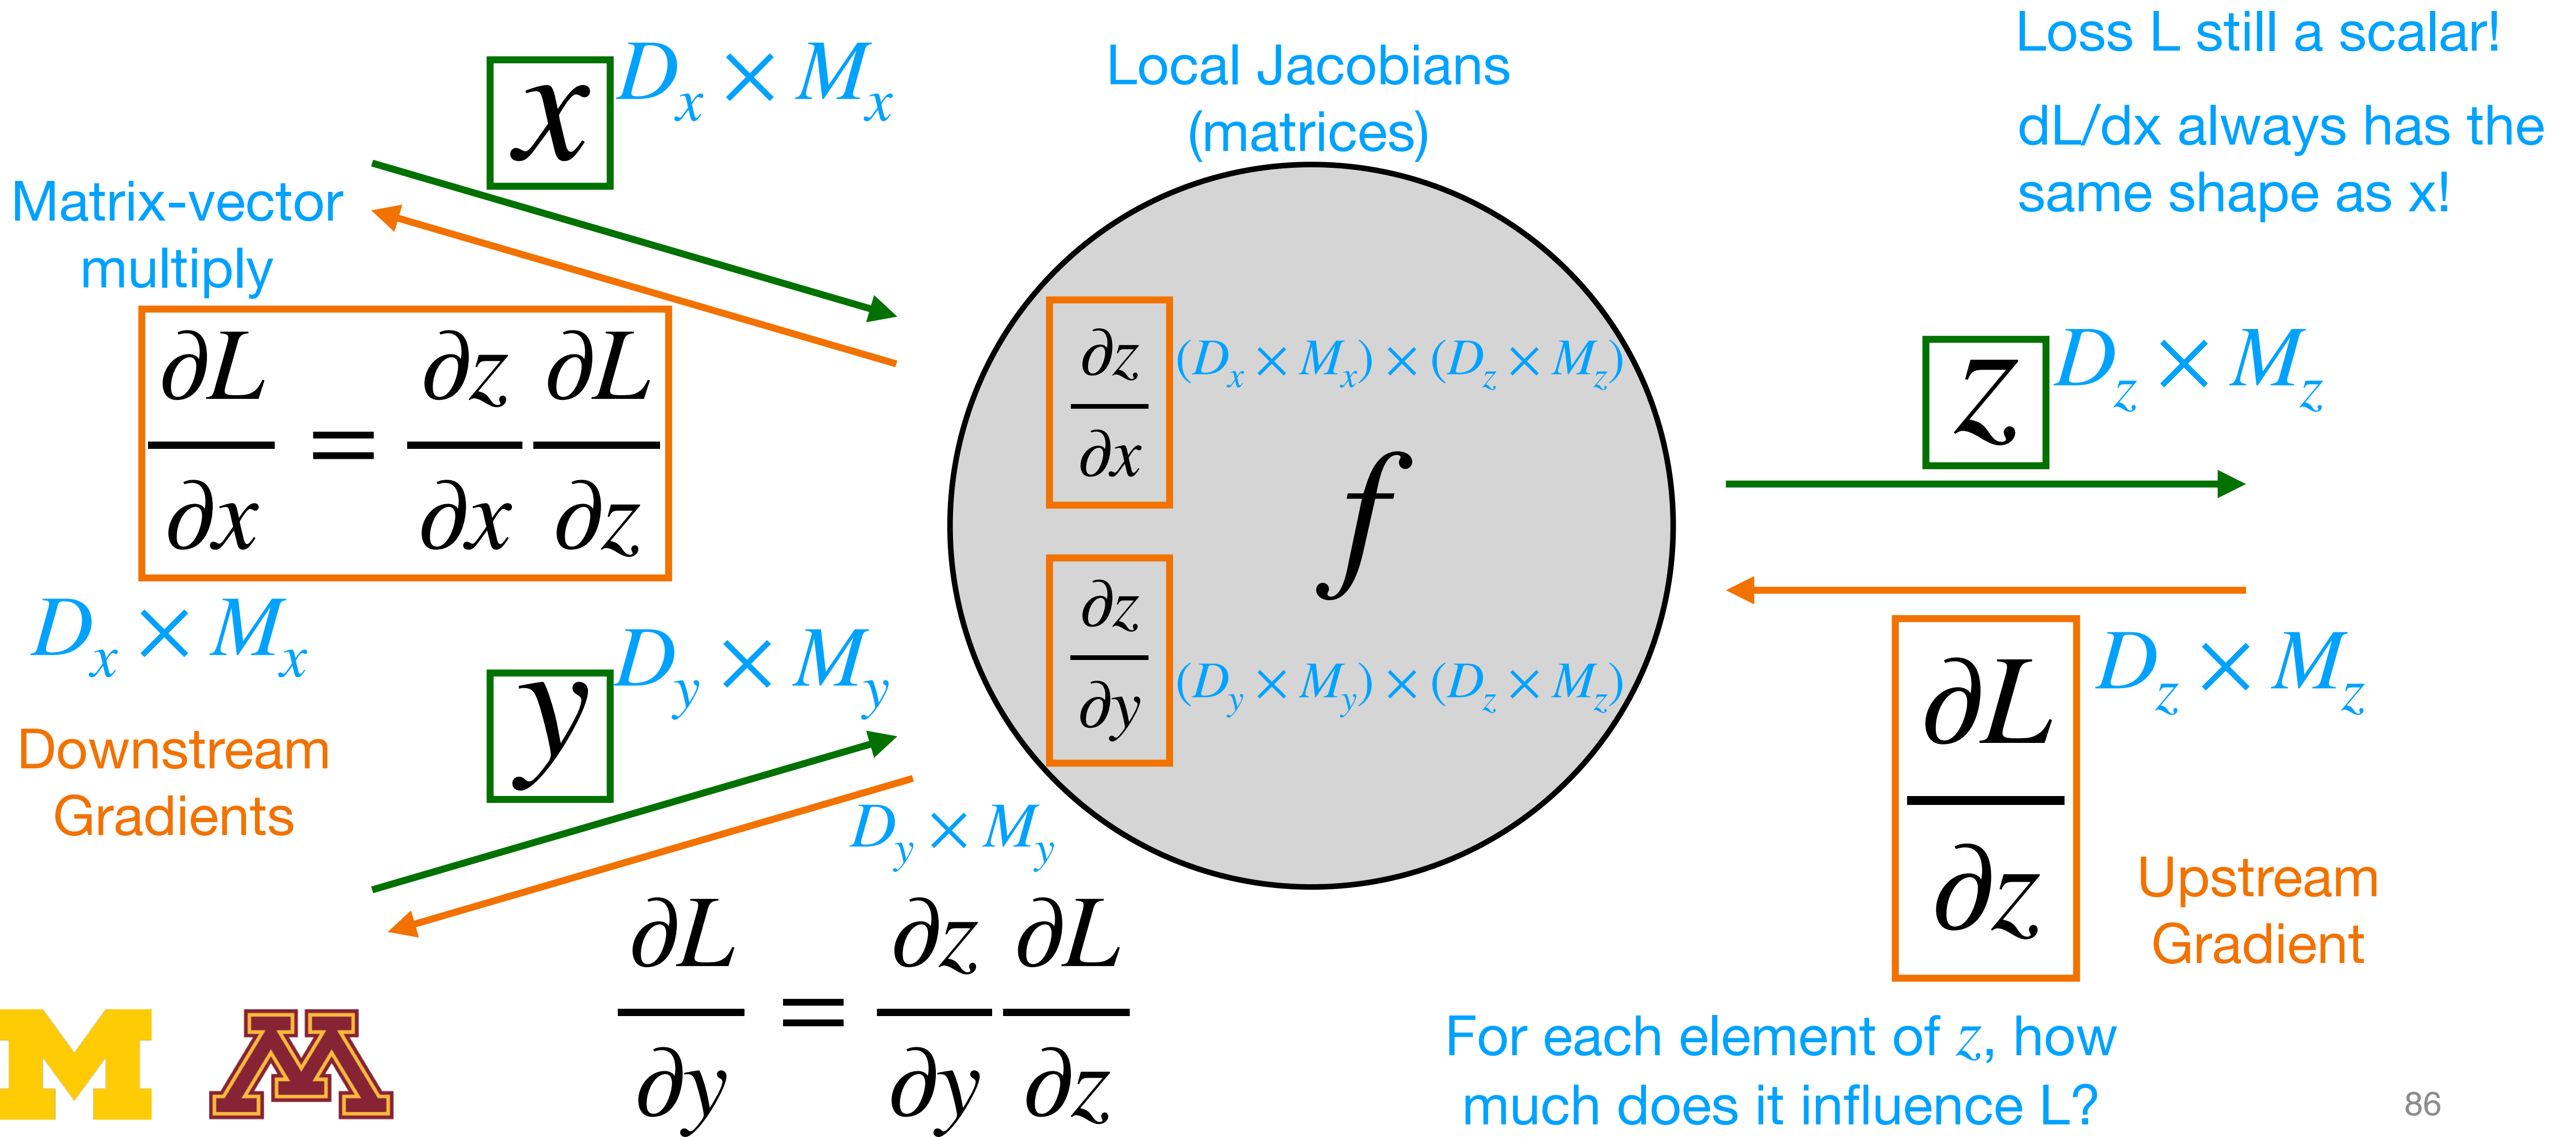 Loss L still a scalar!
dL/dx always has the
same shape as x!
Local Jacobians
(matrices)
x D_x × M_x
Matrix-vector
multiply
∂L/∂x = ∂z/∂x ∂L/∂z
D_x × M_x
Downstream
Gradients
y D_y × M_y
D_y × M_y
∂L/∂y = ∂z/∂y ∂L/∂z
∂z/∂x (D_x × M_x) × (D_z × M_z)
f
∂z/∂y (D_y × M_y) × (D_z × M_z)
z D_z × M_z
∂L/∂z D_z × M_z
Upstream
Gradient
For each element of z, how
much does it influence L?
M
M
86